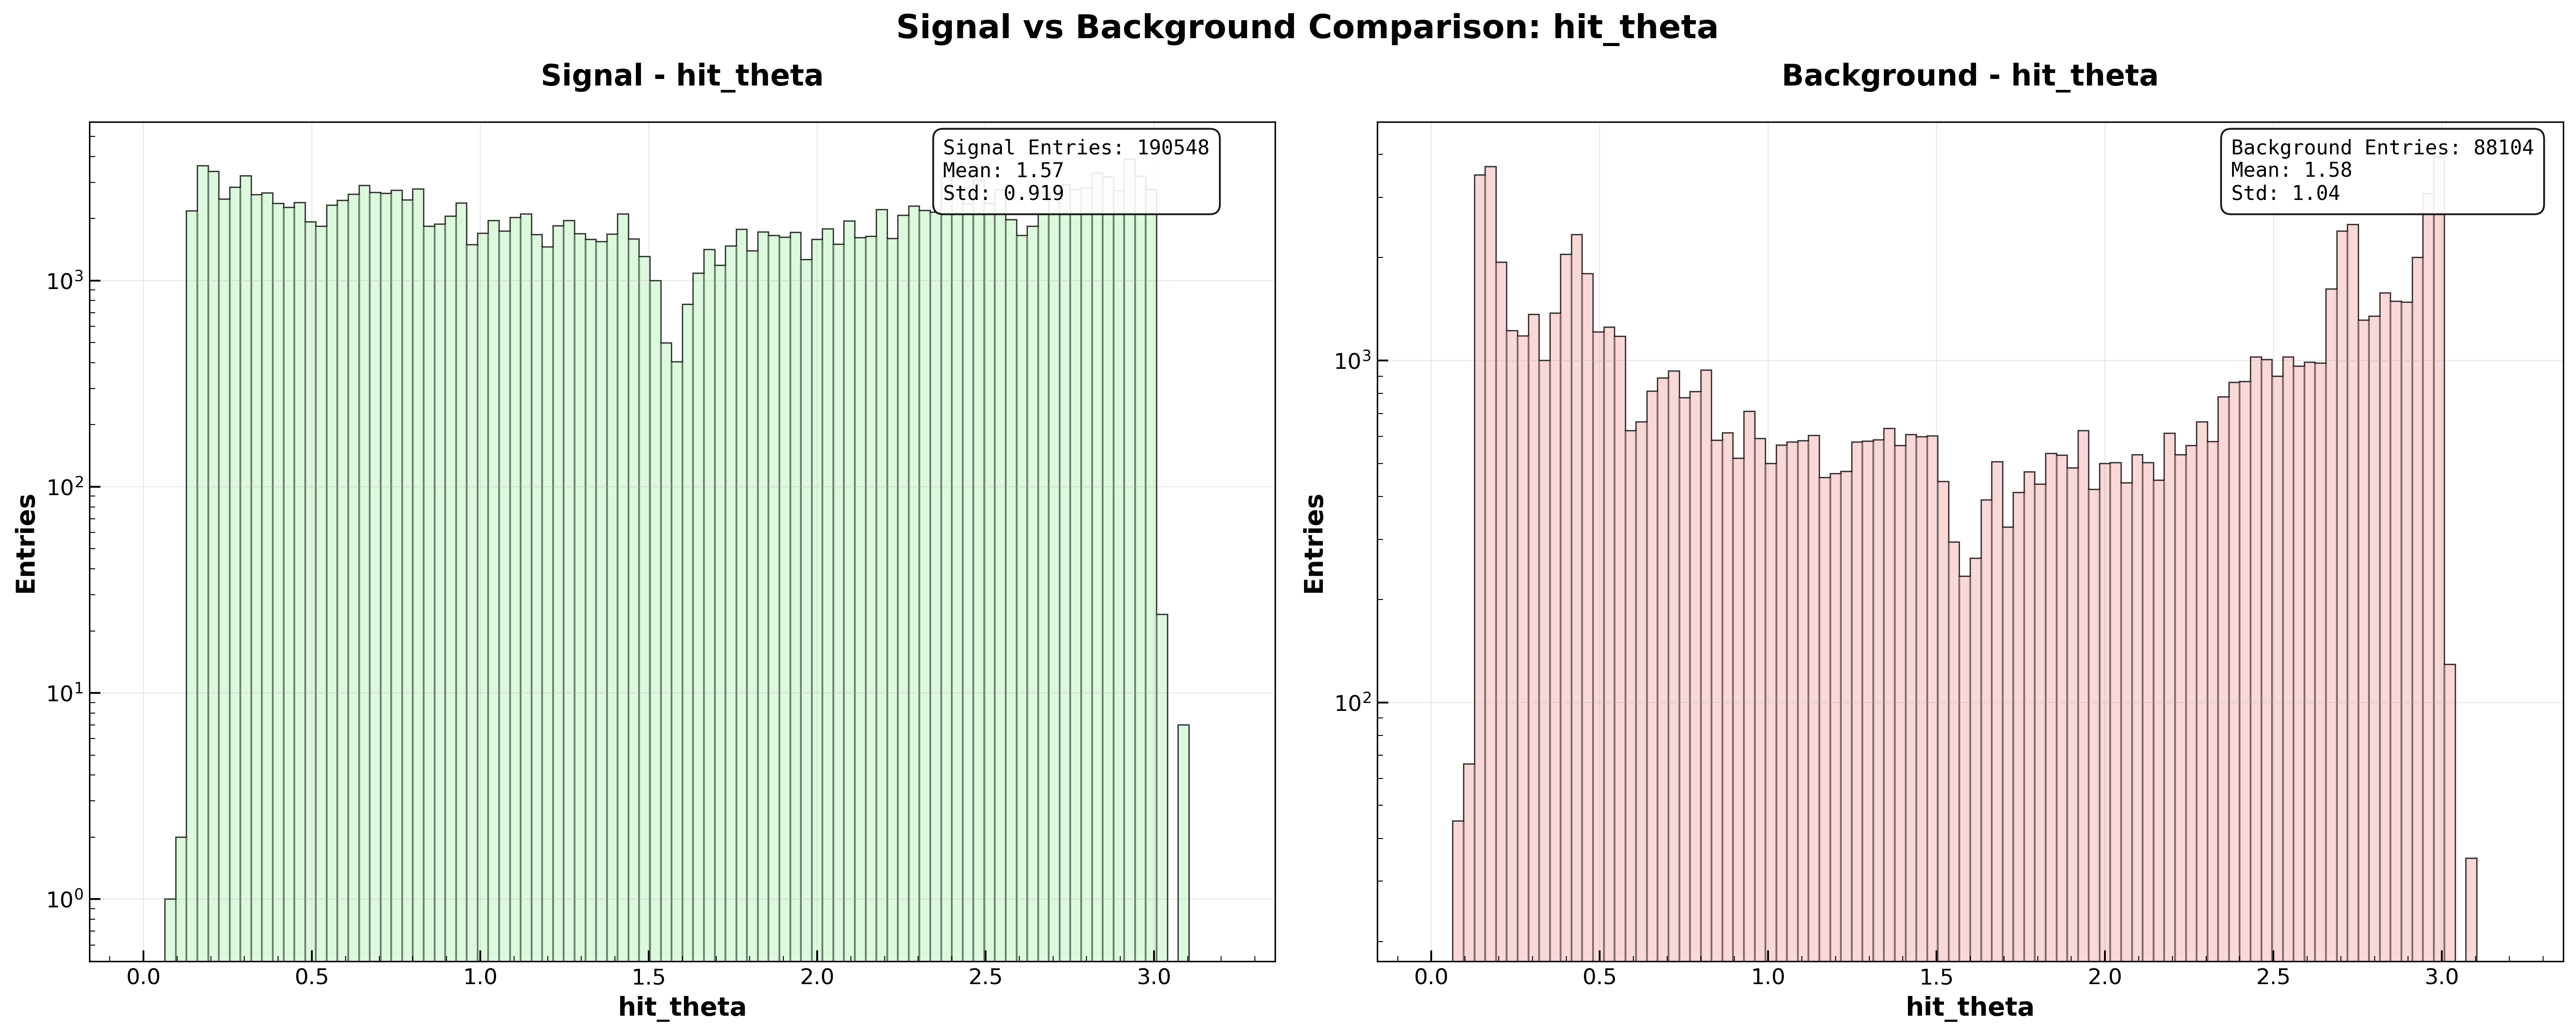 Signal vs Background Comparison: hit_theta
Signal - hit_theta
Signal Entries: 190548
Mean: 1.57
Std: 0.919
Entries
10³
10²
10¹
10⁰
0.0 0.5 1.0 1.5 2.0 2.5 3.0
hit_theta
Background - hit_theta
Background Entries: 88104
Mean: 1.58
Std: 1.04
Entries
10³
10²
0.0 0.5 1.0 1.5 2.0 2.5 3.0
hit_theta